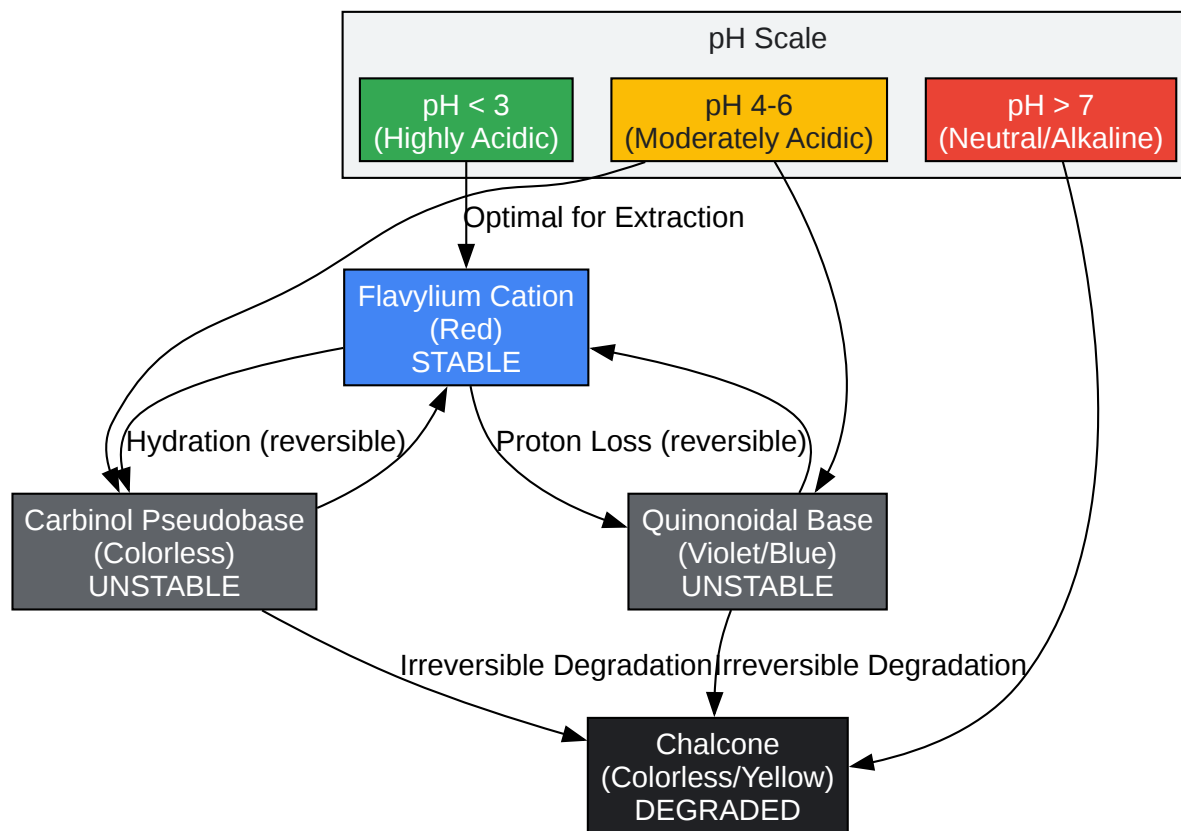 pH Scale
pH < 3
(Highly Acidic)
pH 4-6
(Moderately Acidic)
pH > 7
(Neutral/Alkaline)
Optimal for Extraction
Flavylium Cation
(Red)
STABLE
Hydration (reversible)
Proton Loss (reversible)
Carbinol Pseudobase
(Colorless)
UNSTABLE
Quinonoidal Base
(Violet/Blue)
UNSTABLE
Irreversible Degradation
Irreversible Degradation
Chalcone
(Colorless/Yellow)
DEGRADED